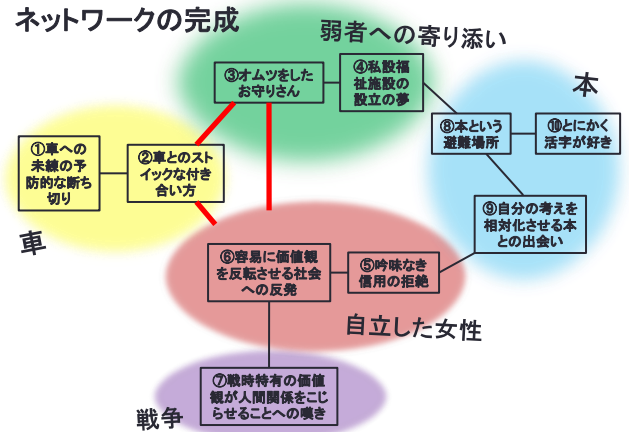 ネットワークの完成
弱者への寄り添い
③オムツをした
お守りさん
④私設福
祉施設の
設立の夢
本
⑧本という
避難場所
⑩とにかく
活字が好き
①車への
未練の予
防的な断ち
切り
②車とのスト
イックな付き
合い方
⑨自分の考えを
相対化させる本
との出会い
車
⑥容易に価値観
を反転させる社会
への反発
⑤吟味なき
信用の拒絶
自立した女性
⑦戦時特有の価値
観が人間関係をこじ
らせることへの嘆き
戦争